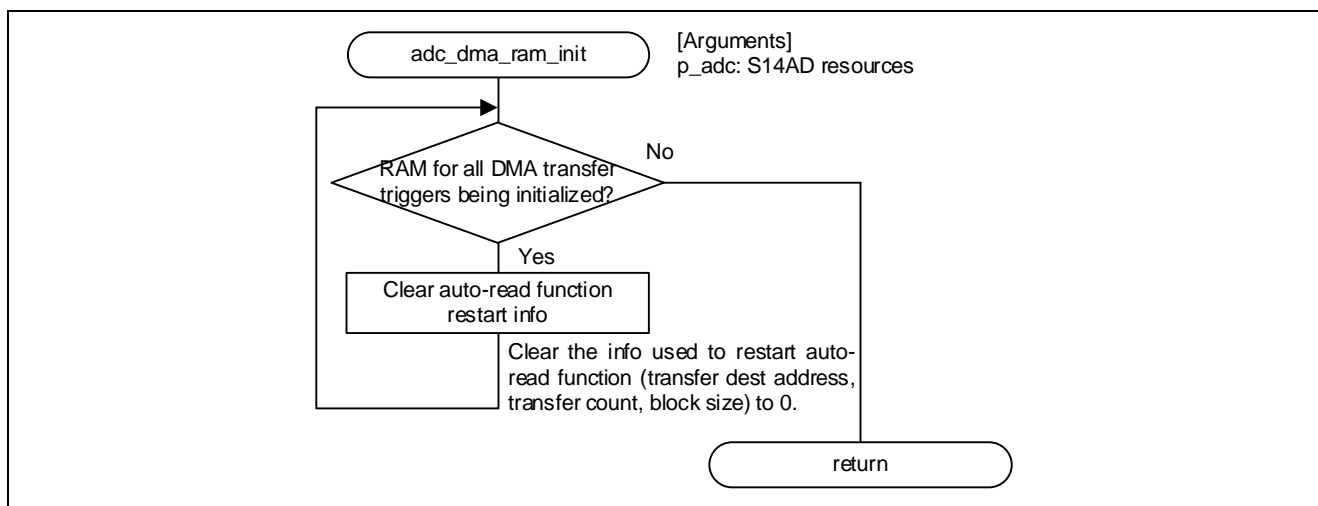 adc_dma_ram_init
[Arguments]
p_adc: S14AD resources
No
RAM for all DMA transfer
triggers being initialized?
Yes
Clear auto-read function
restart info
Clear the info used to restart auto-
read function (transfer dest address,
transfer count, block size) to 0.
return